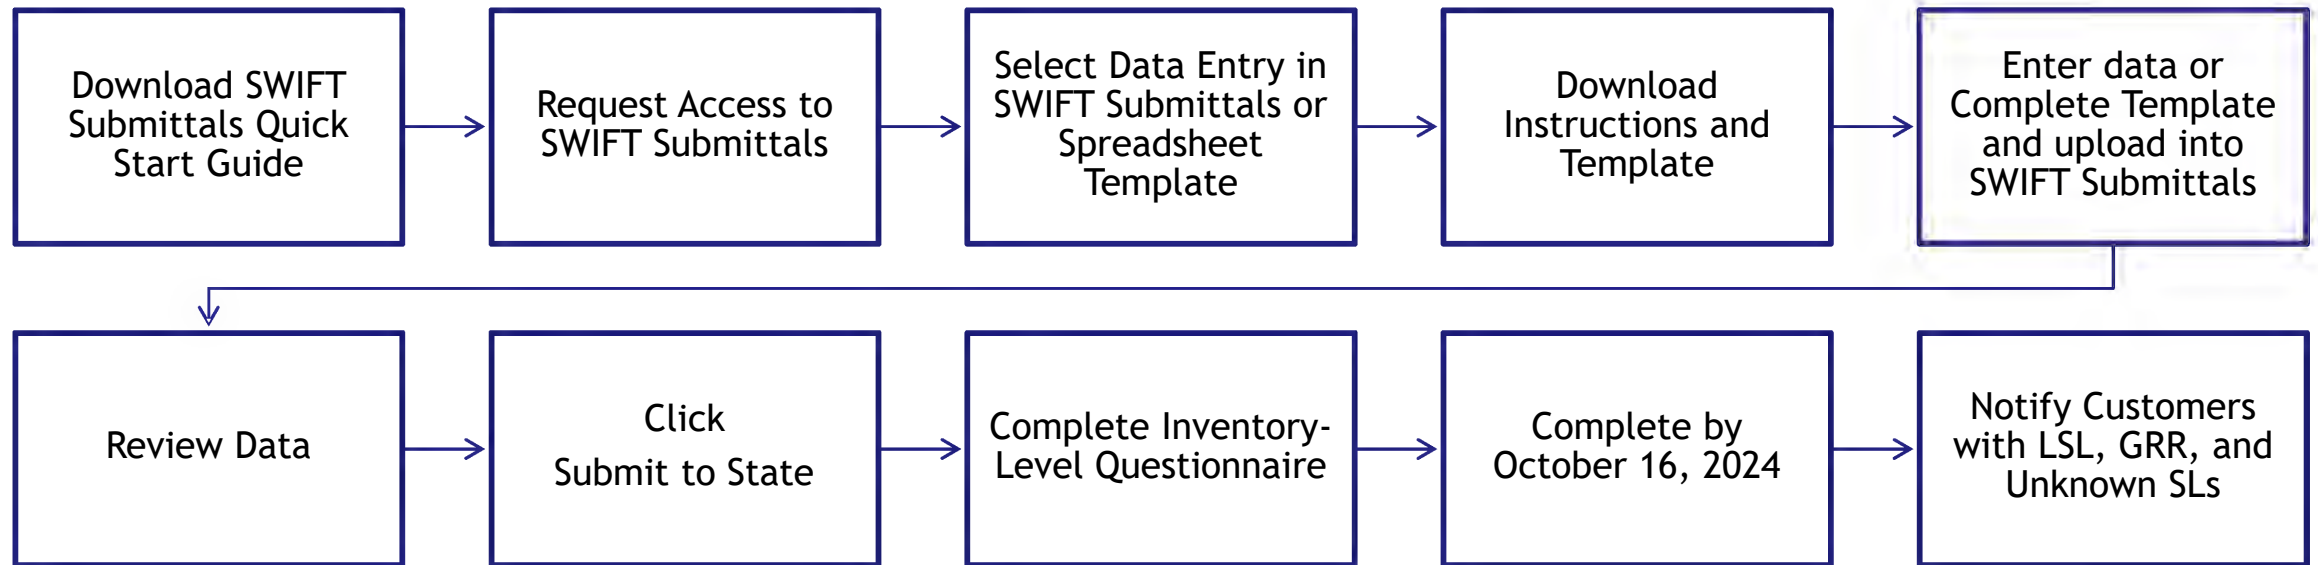 Download SWIFT
Submittals Quick
Start Guide
Request Access to
SWIFT Submittals
Select Data Entry in
SWIFT Submittals or
Spreadsheet
Template
Download
Instructions and
Template
Enter data or
Complete Template
and upload into
SWIFT Submittals
Review Data
Click
Submit to State
Complete Inventory-
Level Questionnaire
Complete by
October 16, 2024
Notify Customers
with LSL, GRR, and
Unknown SLs